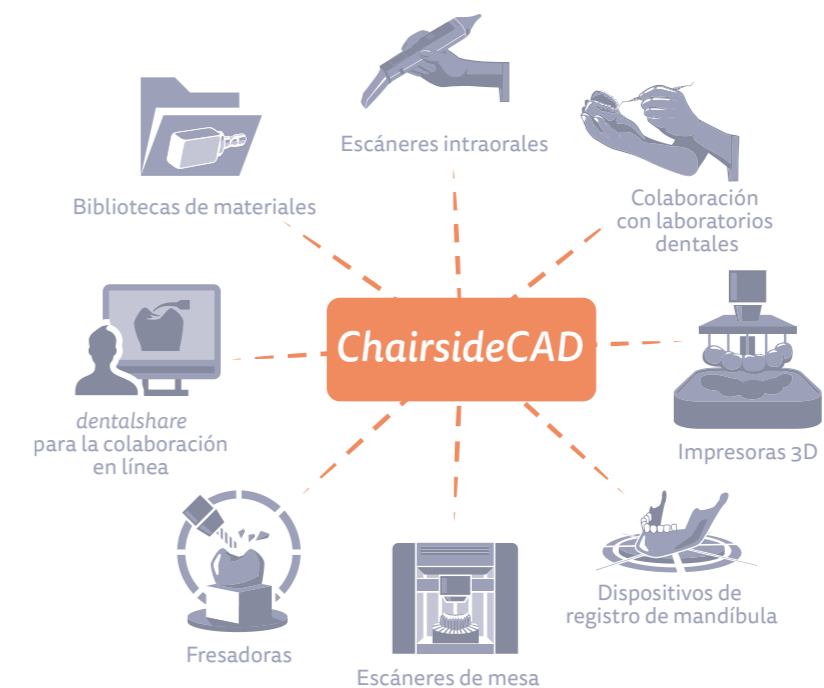 Escáneres intraorales
Bibliotecas de materiales
Colaboración
con laboratorios
dentales
ChairsideCAD
dentalshare
para la colaboración
en línea
Impresoras 3D
Dispositivos de
registro de mandíbula
Fresadoras
Escáneres de mesa